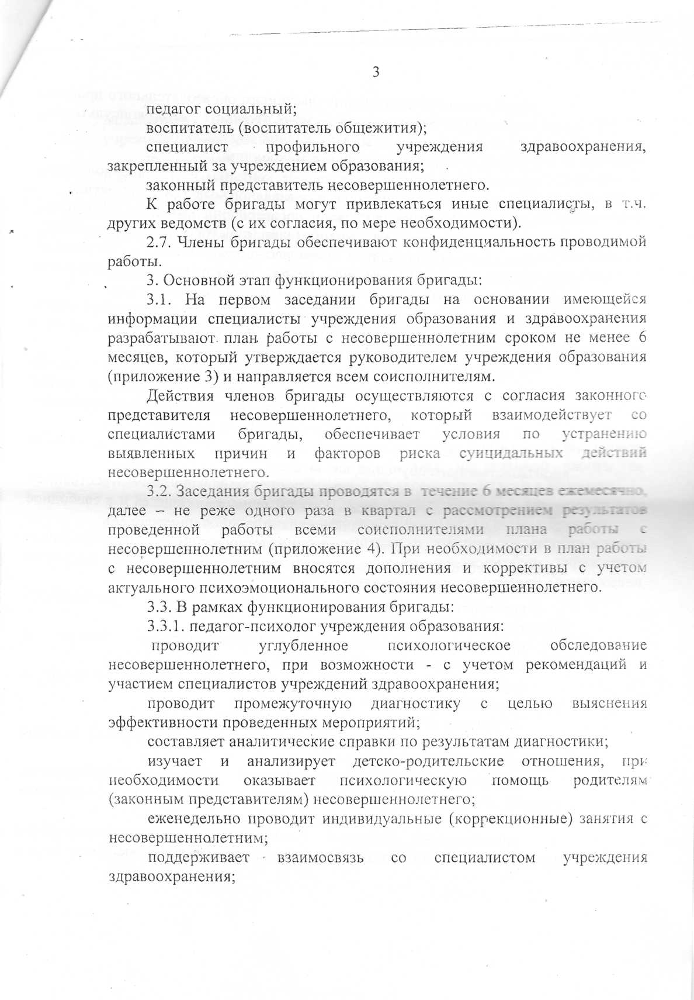 3
педагог социальный;
воспитатель (воспитатель общежития);
специалист профильного учреждения здравоохранения,
закрепленный за учреждением образования;
законный представитель несовершеннолетнего.
К работе бригады могут привлекаться иные специалисты, в т.ч.
других ведомств (с их согласия, по мере необходимости).
2.7. Члены бригады обеспечивают конфиденциальность проводимой
работы.
3. Основной этап функционирования бригады:
3.1. На первом заседании бригады на основании имеющейся
информации специалисты учреждения образования и здравоохранения
разрабатывают план работы с несовершеннолетним сроком не менее 6
месяцев, который утверждается руководителем учреждения образования
(приложение 3) и направляется всем соисполнителям.
Действия членов бригады осуществляются с согласия законного
представителя несовершеннолетнего, который взаимодействует со
специалистами бригады, обеспечивает условия по устранению
выявленных причин и факторов риска суицидальных действий
несовершеннолетнего.
3.2. Заседания бригады проводятся в течение 6 месяцев ежемесячно,
далее – не реже одного раза в квартал с рассмотрением результатов
проведенной работы всеми соисполнителями плана работы с
несовершеннолетним (приложение 4). При необходимости в план работы
с несовершеннолетним вносятся дополнения и коррективы с учетом
актуального психоэмоционального состояния несовершеннолетнего.
3.3. В рамках функционирования бригады:
3.3.1. педагог-психолог учреждения образования:
проводит углубленное психологическое обследование
несовершеннолетнего, при возможности - с учетом рекомендаций и
участием специалистов учреждений здравоохранения;
проводит промежуточную диагностику с целью выяснения
эффективности проведенных мероприятий;
составляет аналитические справки по результатам диагностики;
изучает и анализирует детско-родительские отношения, при
необходимости оказывает психологическую помощь родителям
(законным представителям) несовершеннолетнего;
еженедельно проводит индивидуальные (коррекционные) занятия с
несовершеннолетним;
поддерживает взаимосвязь со специалистом учреждения
здравоохранения;